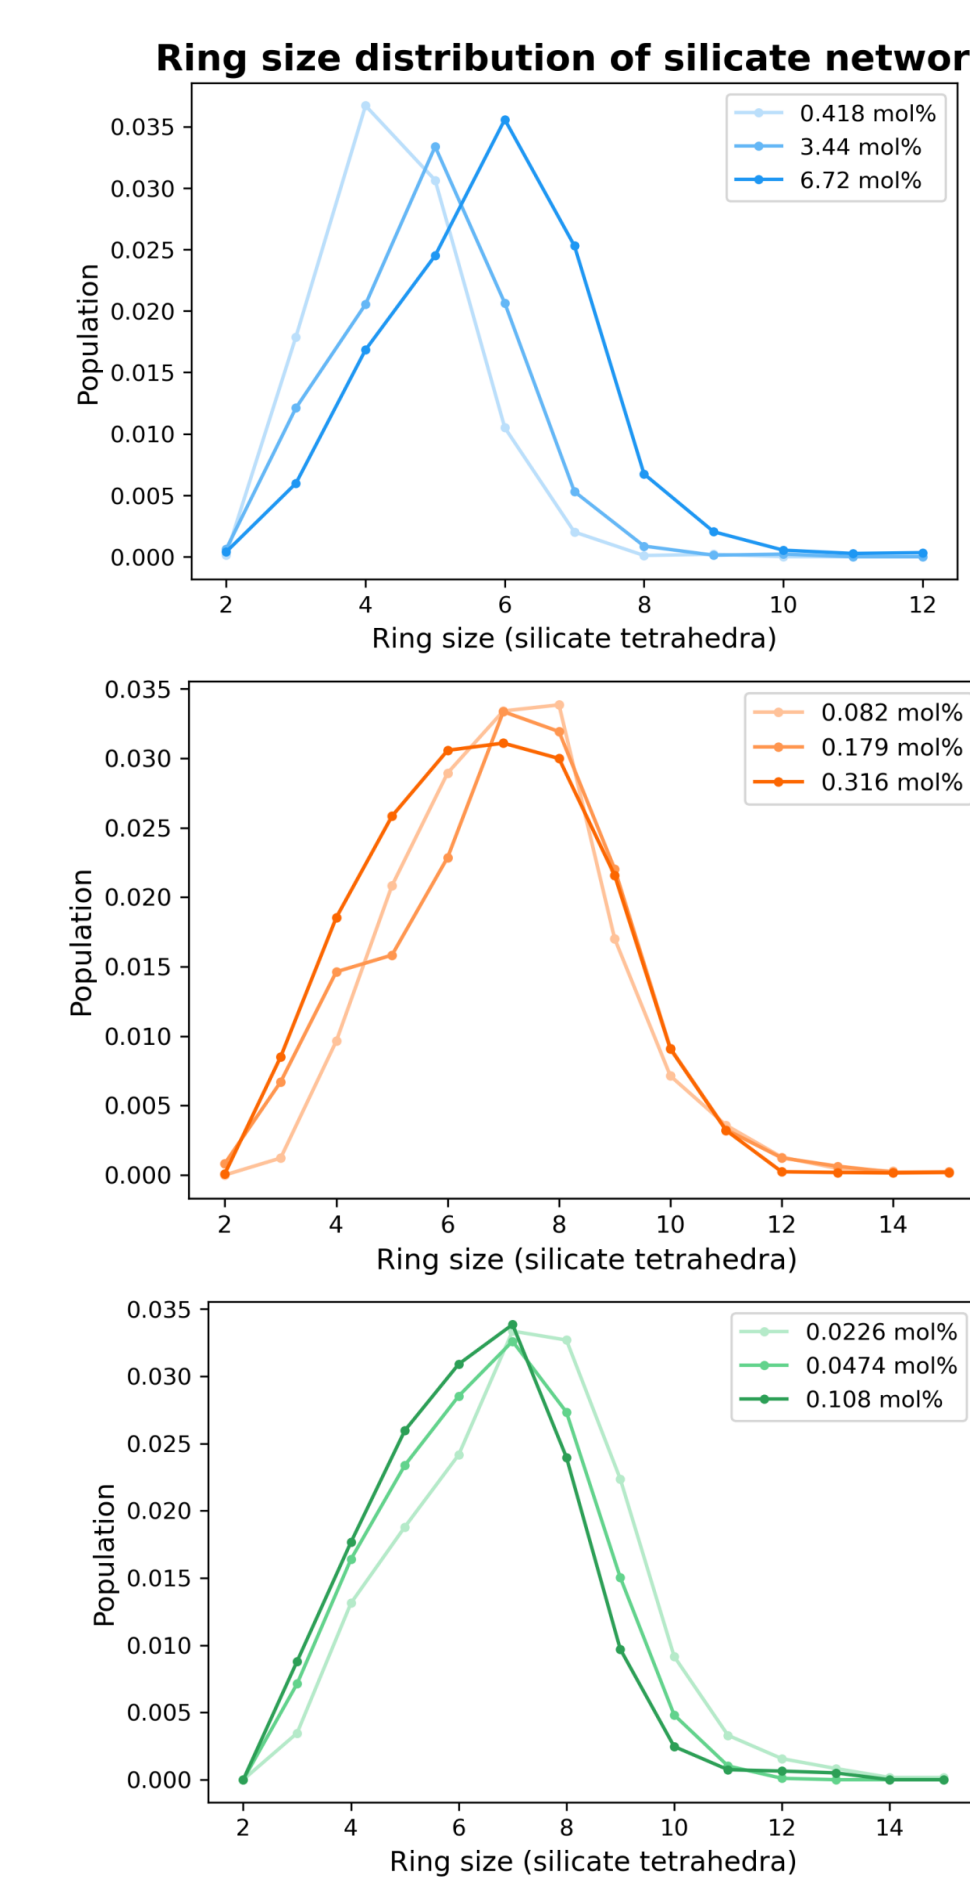 Ring size distribution of silicate networ
0.418 mol%
3.44 mol%
6.72 mol%
Population
0.035
0.030
0.025
0.020
0.015
0.010
0.005
0.000
2 4 6 8 10 12
Ring size (silicate tetrahedra)
0.082 mol%
0.179 mol%
0.316 mol%
Population
0.035
0.030
0.025
0.020
0.015
0.010
0.005
0.000
2 4 6 8 10 12 14
Ring size (silicate tetrahedra)
0.0226 mol%
0.0474 mol%
0.108 mol%
Population
0.035
0.030
0.025
0.020
0.015
0.010
0.005
0.000
2 4 6 8 10 12 14
Ring size (silicate tetrahedra)